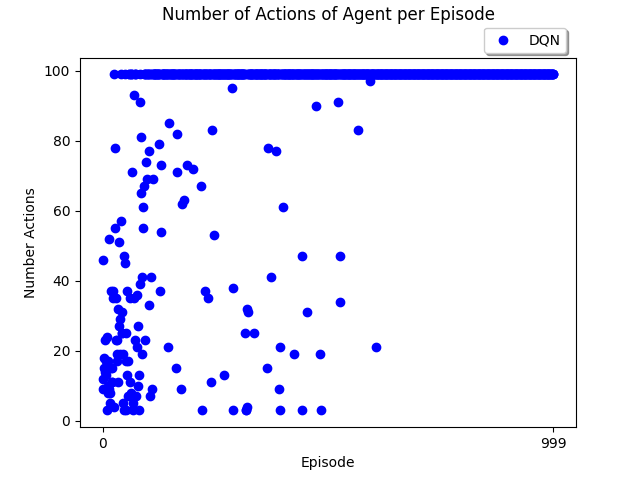 Number of Actions of Agent per Episode
DQN
100
80
60
40
20
0
Number Actions
0
999
Episode